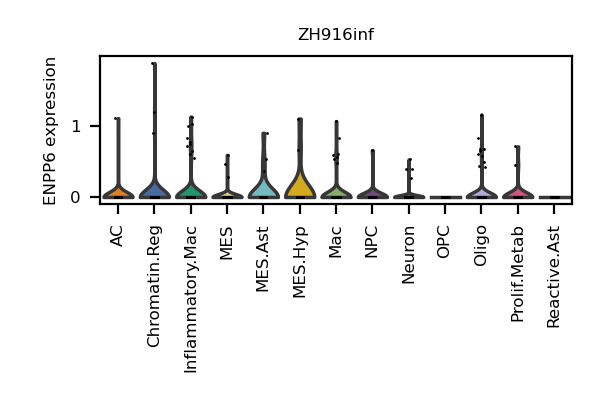 ZH916inf
ENPP6 expression
1
0
AC
Chromatin.Reg
Inflammatory.Mac
MES
MES.Ast
MES.Hyp
Mac
NPC
Neuron
OPC
Oligo
Prolif.Metab
Reactive.Ast